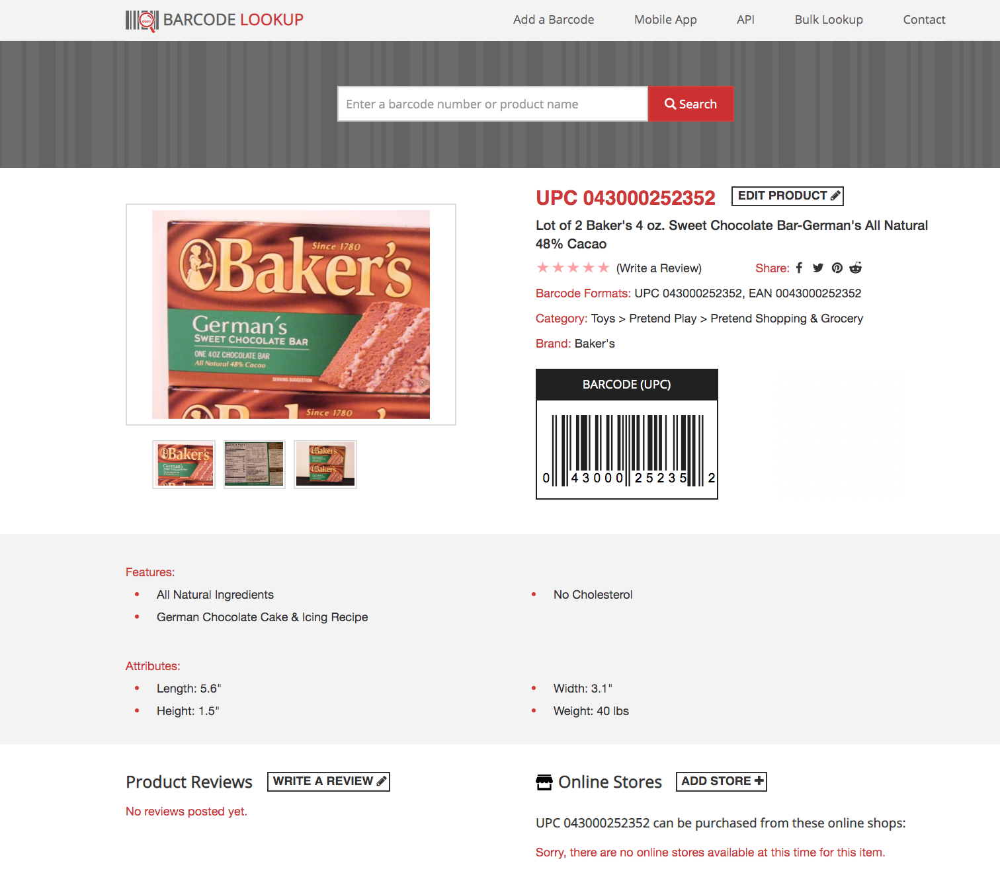 BARCODE LOOKUP
Add a Barcode
Mobile App
API
Bulk Lookup
Contact
Enter a barcode number or product name
Search
UPC 043000252352
EDIT PRODUCT
Lot of 2 Baker's 4 oz. Sweet Chocolate Bar-German's All Natural
48% Cacao
(Write a Review)
Share:
Barcode Formats: UPC 043000252352, EAN 0043000252352
Category: Toys > Pretend Play > Pretend Shopping & Grocery
Brand: Baker's
BARCODE (UPC)
0 43000 25235 2
Since 1780
Baker's
German's
SWEET CHOCOLATE BAR
ONE 4 OZ CHOCOLATE BAR
All Natural 48% Cacao
SERVING SUGGESTION
Since 1780
Baker's
German's
Baker's
Baker's
German's
Features:
All Natural Ingredients
No Cholesterol
German Chocolate Cake & Icing Recipe
Attributes:
Length: 5.6"
Width: 3.1"
Height: 1.5"
Weight: 40 lbs
Product Reviews
WRITE A REVIEW
No reviews posted yet.
Online Stores
ADD STORE
UPC 043000252352 can be purchased from these online shops:
Sorry, there are no online stores available at this time for this item.